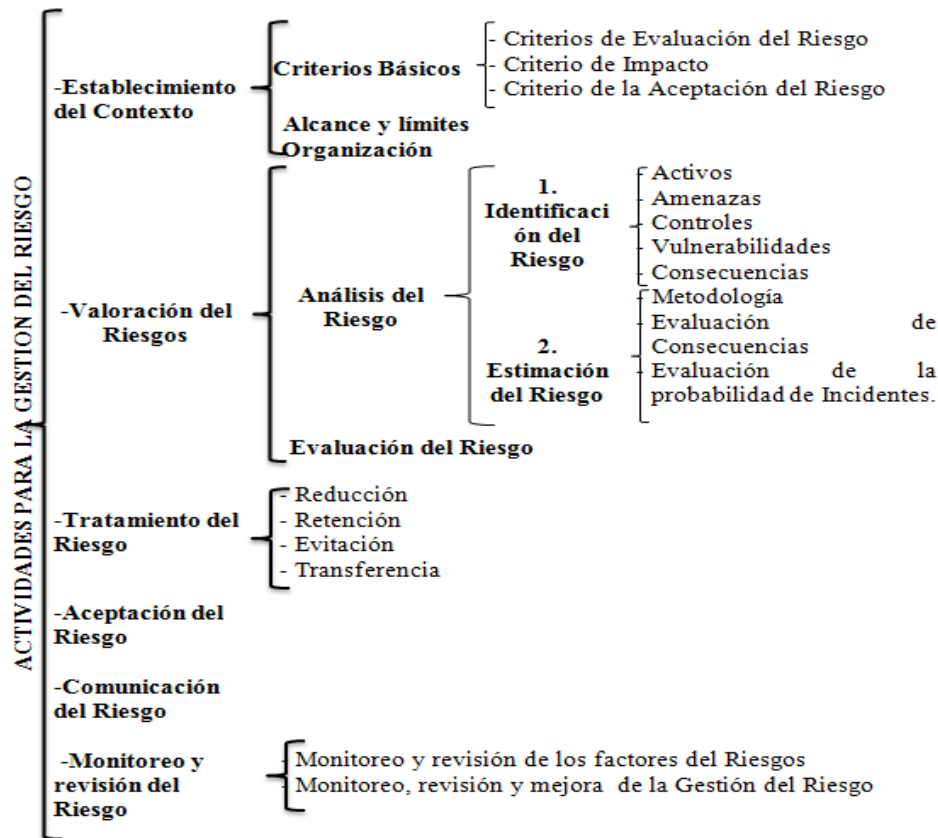 ACTIVIDADES PARA LA GESTION DEL RIESGO
-Establecimiento
del Contexto
Criterios Básicos
- Criterios de Evaluación del Riesgo
- Criterio de Impacto
- Criterio de la Aceptación del Riesgo
Alcance y límites
Organización
-Valoración del
Riesgos
Análisis del
Riesgo
1.
Identificaci
ón del
Riesgo
- Activos
- Amenazas
- Controles
- Vulnerabilidades
- Consecuencias
2.
Estimación
del Riesgo
- Metodología
- Evaluación de
Consecuencias
- Evaluación de la
probabilidad de Incidentes.
Evaluación del Riesgo
-Tratamiento del
Riesgo
- Reducción
- Retención
- Evitación
- Transferencia
-Aceptación del
Riesgo
-Comunicación
del Riesgo
-Monitoreo y
revisión del
Riesgo
- Monitoreo y revisión de los factores del Riesgos
- Monitoreo, revisión y mejora de la Gestión del Riesgo